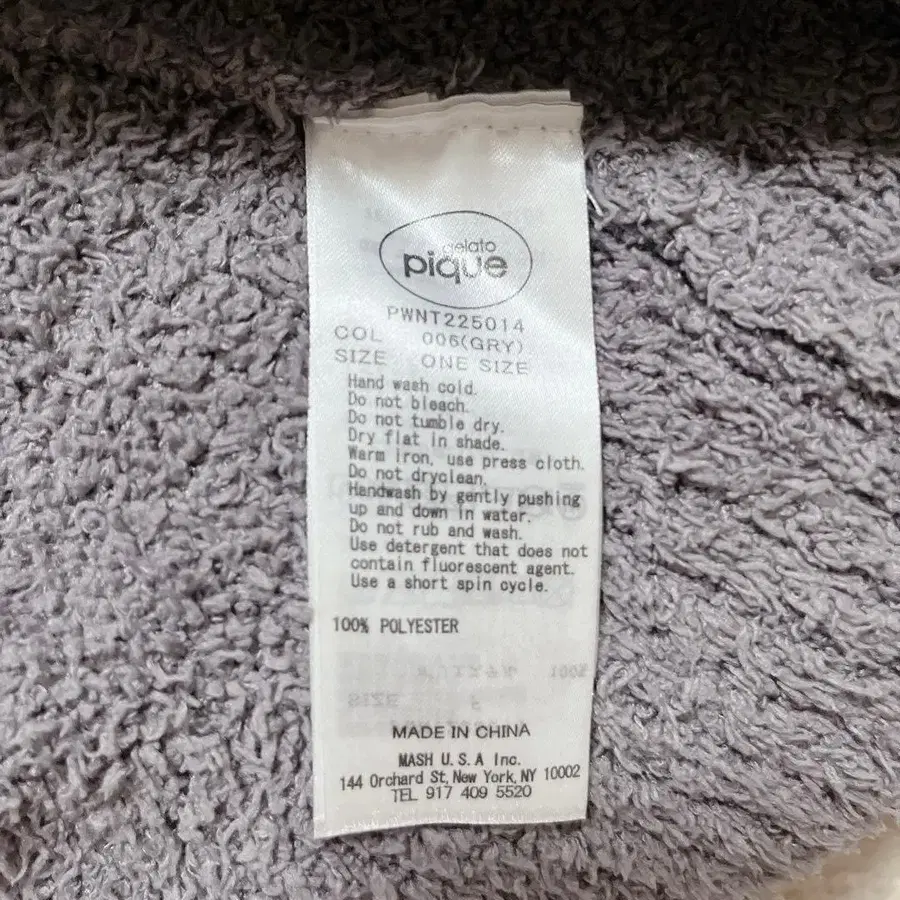 gelato
pique
PWNT225014
COL 006(GRY)
SIZE ONE SIZE
Hand wash cold.
Do not bleach.
Do not tumble dry.
Dry flat in shade.
Warm iron, use press cloth.
Do not dryclean.
Handwash by gently pushing
up and down in water.
Do not rub and wash.
Use detergent that does not
contain fluorescent agent.
Use a short spin cycle.
100% POLYESTER
MADE IN CHINA
MASH U.S.A Inc.
144 Orchard St, New York, NY 10002
TEL 917 409 5520